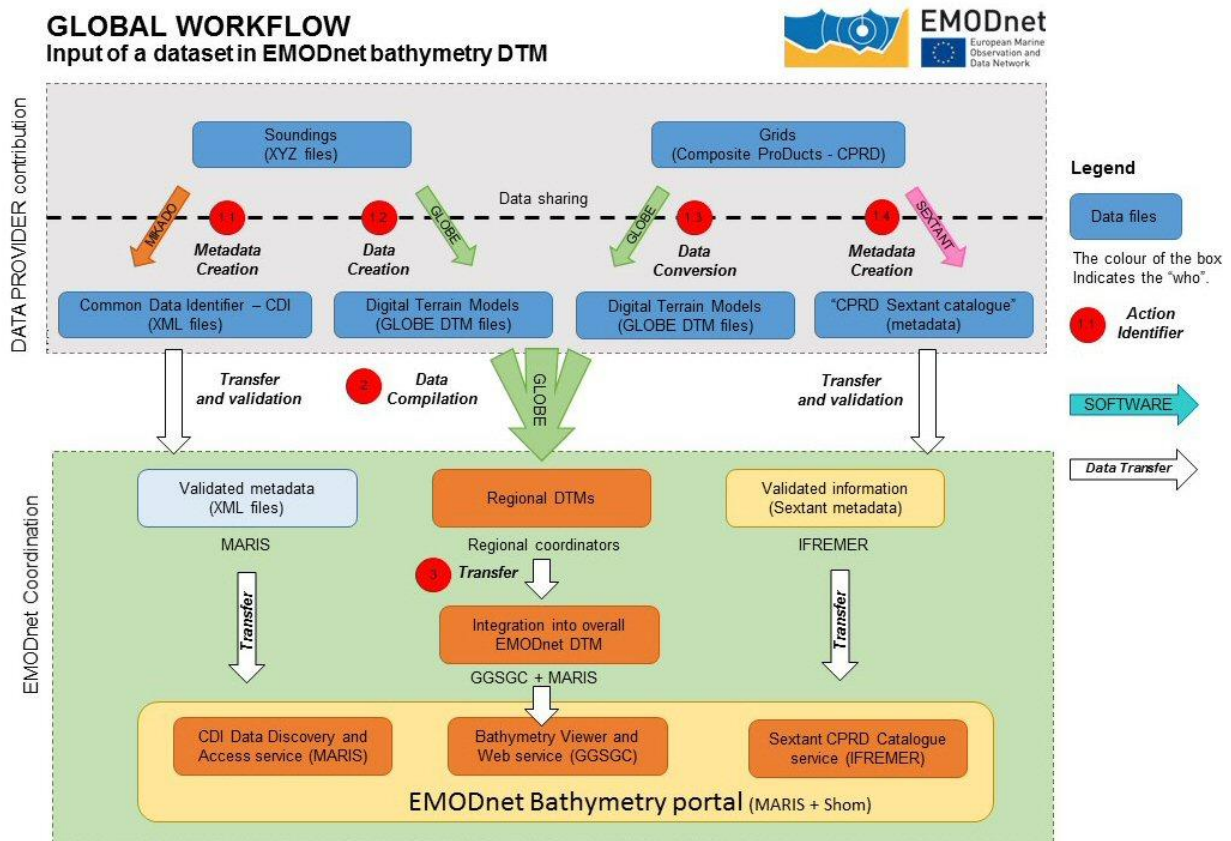 GLOBAL WORKFLOW
Input of a dataset in EMODnet bathymetry DTM
EMODnet
European Marine
Observation and
Data Network
DATA PROVIDER contribution
Soundings
(XYZ files)
Grids
(Composite ProDucts - CPRD)
Data sharing
MIKADO
1.1
Metadata
Creation
1.2
Data
Creation
GLOBE
GLOBE
1.3
Data
Conversion
1.4
Metadata
Creation
SEXTANT
Common Data Identifier – CDI
(XML files)
Digital Terrain Models
(GLOBE DTM files)
Digital Terrain Models
(GLOBE DTM files)
“CPRD Sextant catalogue”
(metadata)
Legend
Data files
The colour of the box
Indicates the “who”.
1.1
Action
Identifier
SOFTWARE
Data Transfer
Transfer
and validation
2
Data
Compilation
GLOBE
Transfer
and validation
EMODnet Coordination
Validated metadata
(XML files)
MARIS
Regional DTMs
Regional coordinators
Validated information
(Sextant metadata)
IFREMER
Transfer
3
Transfer
Transfer
Integration into overall
EMODnet DTM
GGSGC + MARIS
CDI Data Discovery and
Access service (MARIS)
Bathymetry Viewer and
Web service (GGSGC)
Sextant CPRD Catalogue
service (IFREMER)
EMODnet Bathymetry portal (MARIS + Shom)